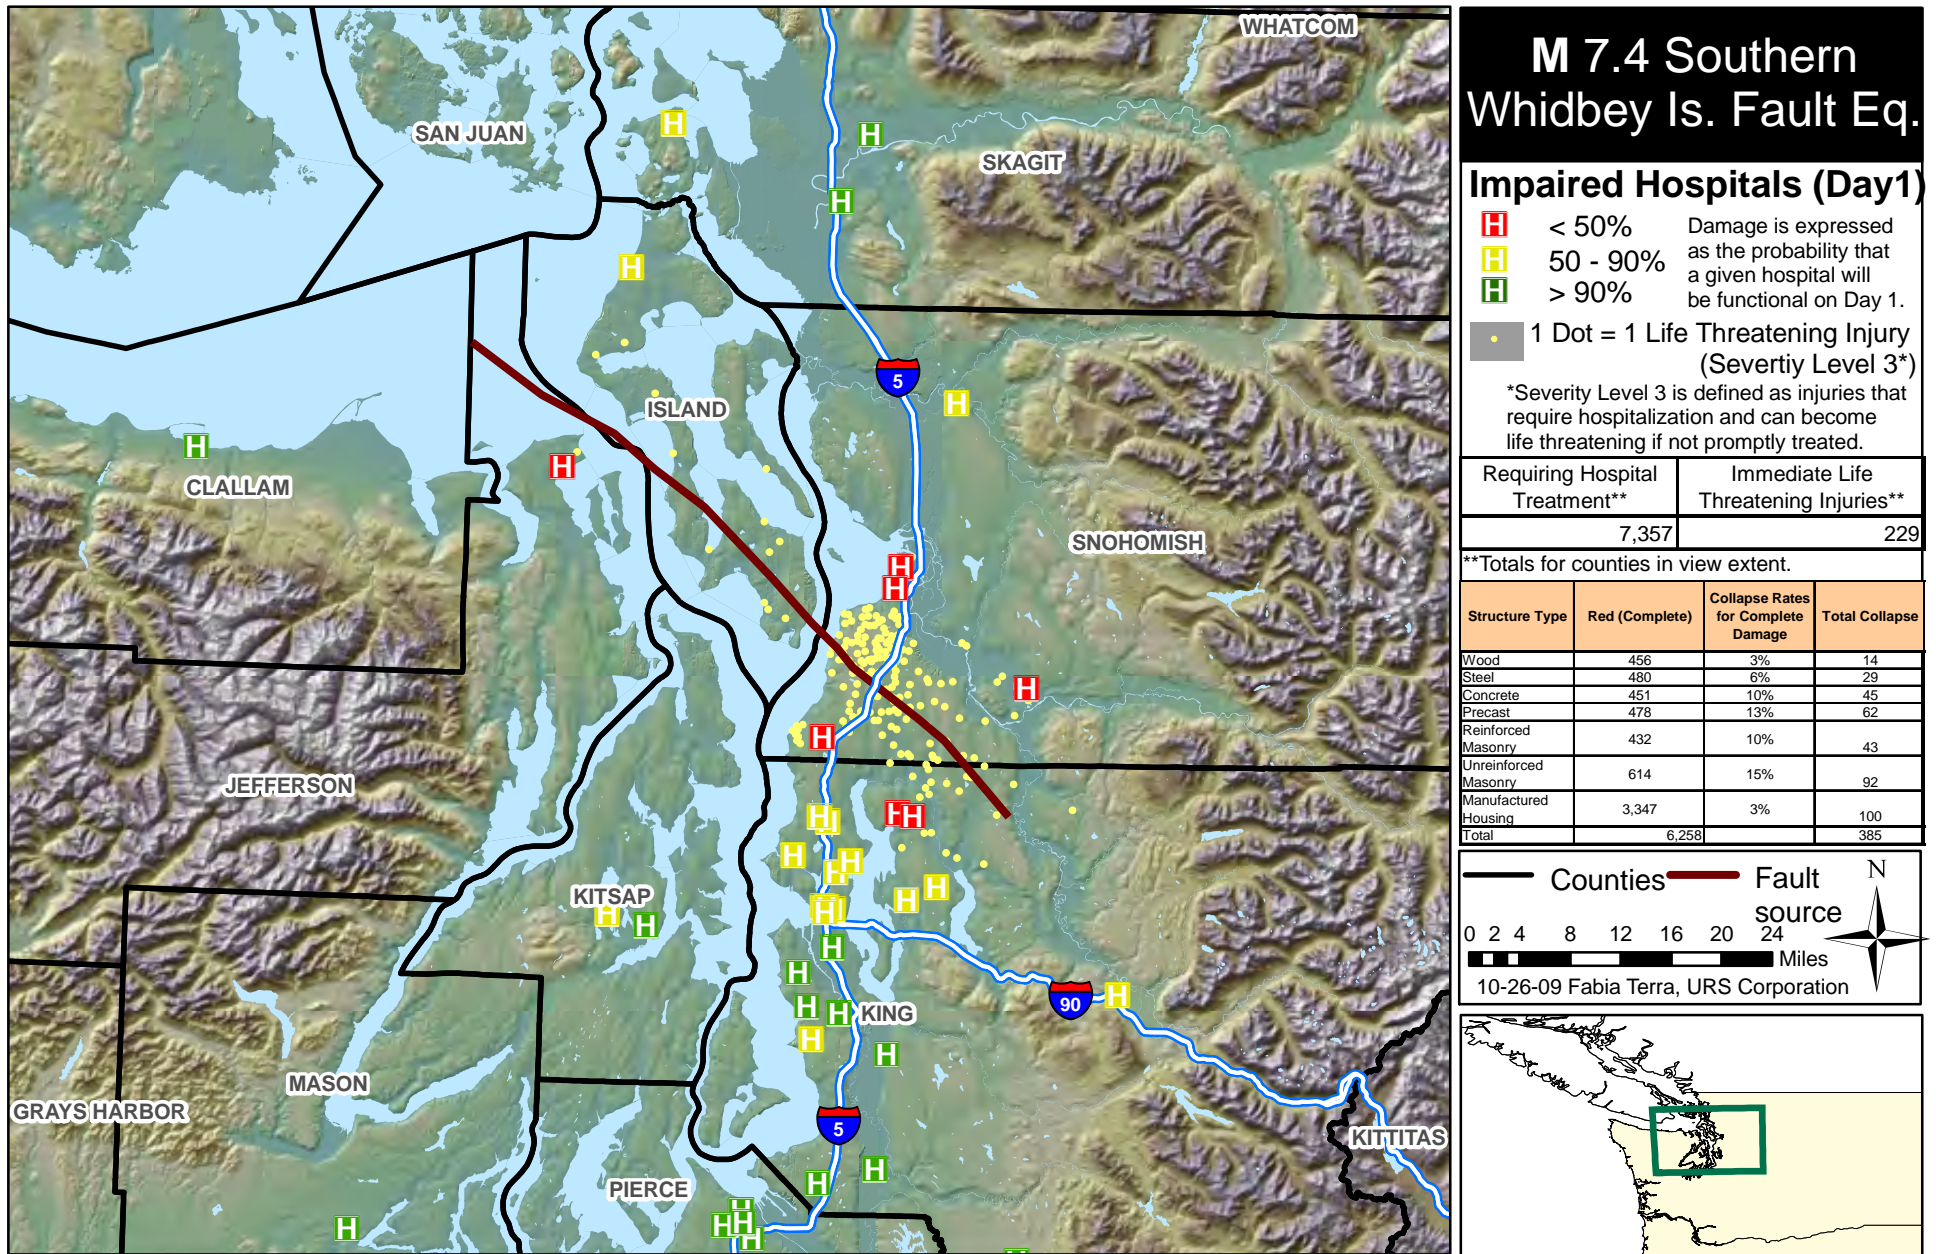 M 7.4 Southern
Whidbey Is. Fault Eq.
Impaired Hospitals (Day1)
H < 50%
H 50 - 90%
H > 90%
Damage is expressed
as the probability that
a given hospital will
be functional on Day 1.
1 Dot = 1 Life Threatening Injury
(Severtiy Level 3*)
*Severity Level 3 is defined as injuries that
require hospitalization and can become
life threatening if not promptly treated.
Requiring Hospital
Treatment**
Immediate Life
Threatening Injuries**
7,357 229
**Totals for counties in view extent.
Structure Type
Red (Complete)
Collapse Rates
for Complete
Damage
Total Collapse
Wood 456 3% 14
Steel 480 6% 29
Concrete 451 10% 45
Precast 478 13% 62
Reinforced
Masonry 432 10% 43
Unreinforced
Masonry 614 15% 92
Manufactured
Housing 3,347 3% 100
Total 6,258 385
Counties
Fault
source
N
0 2 4 8 12 16 20 24
Miles
10-26-09 Fabia Terra, URS Corporation
WHATCOM
SAN JUAN
H
H
SKAGIT
H
H
5
H
ISLAND
H
H
CLALLAM
H
H
SNOHOMISH
H
H
H
JEFFERSON
H
H
H
H
H
H
H
H
H
KITSAP
H
H
H
H
H
H
H
H
90
H
H
H
KING
H
H
MASON
GRAYS HARBOR
5
KITTITAS
H
H
PIERCE
H
H
H
H
H